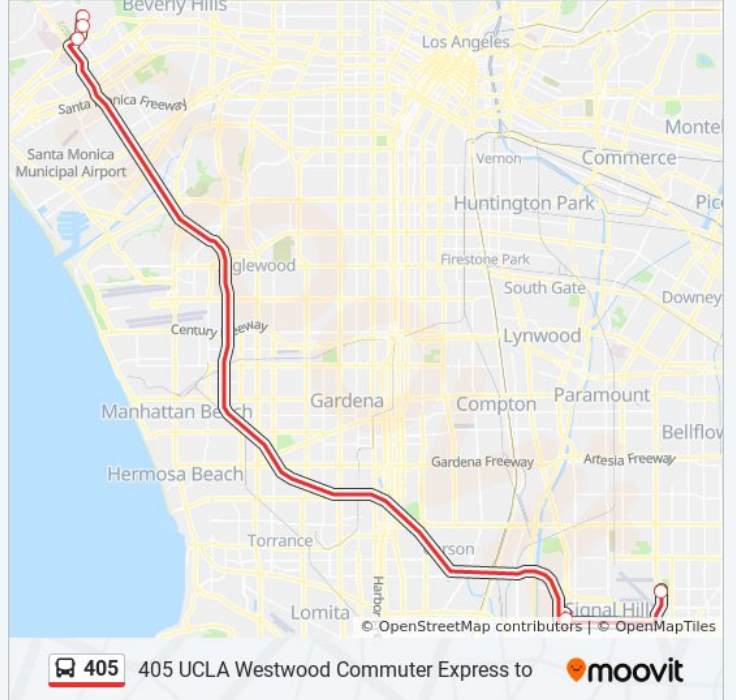 Beverly Hills
Los Angeles
Santa Monica Freeway
Montel
Santa Monica
Municipal Airport
Vernon
Commerce
Huntington Park
Pic
glewood
Firestone Park
South Gate
Downey
Century Freeway
Lynwood
Gardena
Compton
Paramount
Manhattan Beach
Bellflow
Gardena Freeway
Artesia Freeway
Hermosa Beach
Torrance
Carson
Harbor
Lomita
Signal Hill
© OpenStreetMap contributors | © OpenMapTiles
405
405 UCLA Westwood Commuter Express to
moovit